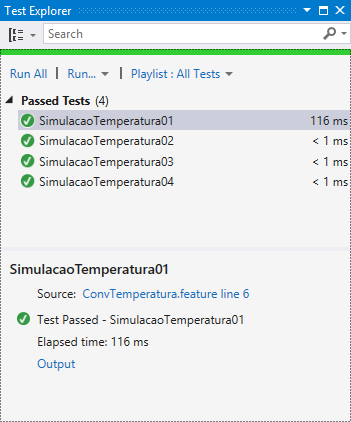 Test Explorer
Search
Run All | Run... | Playlist : All Tests
Passed Tests (4)
SimulacaoTemperatura01 116 ms
SimulacaoTemperatura02 < 1 ms
SimulacaoTemperatura03 < 1 ms
SimulacaoTemperatura04 < 1 ms
SimulacaoTemperatura01
Source: ConvTemperatura.feature line 6
Test Passed - SimulacaoTemperatura01
Elapsed time: 116 ms
Output